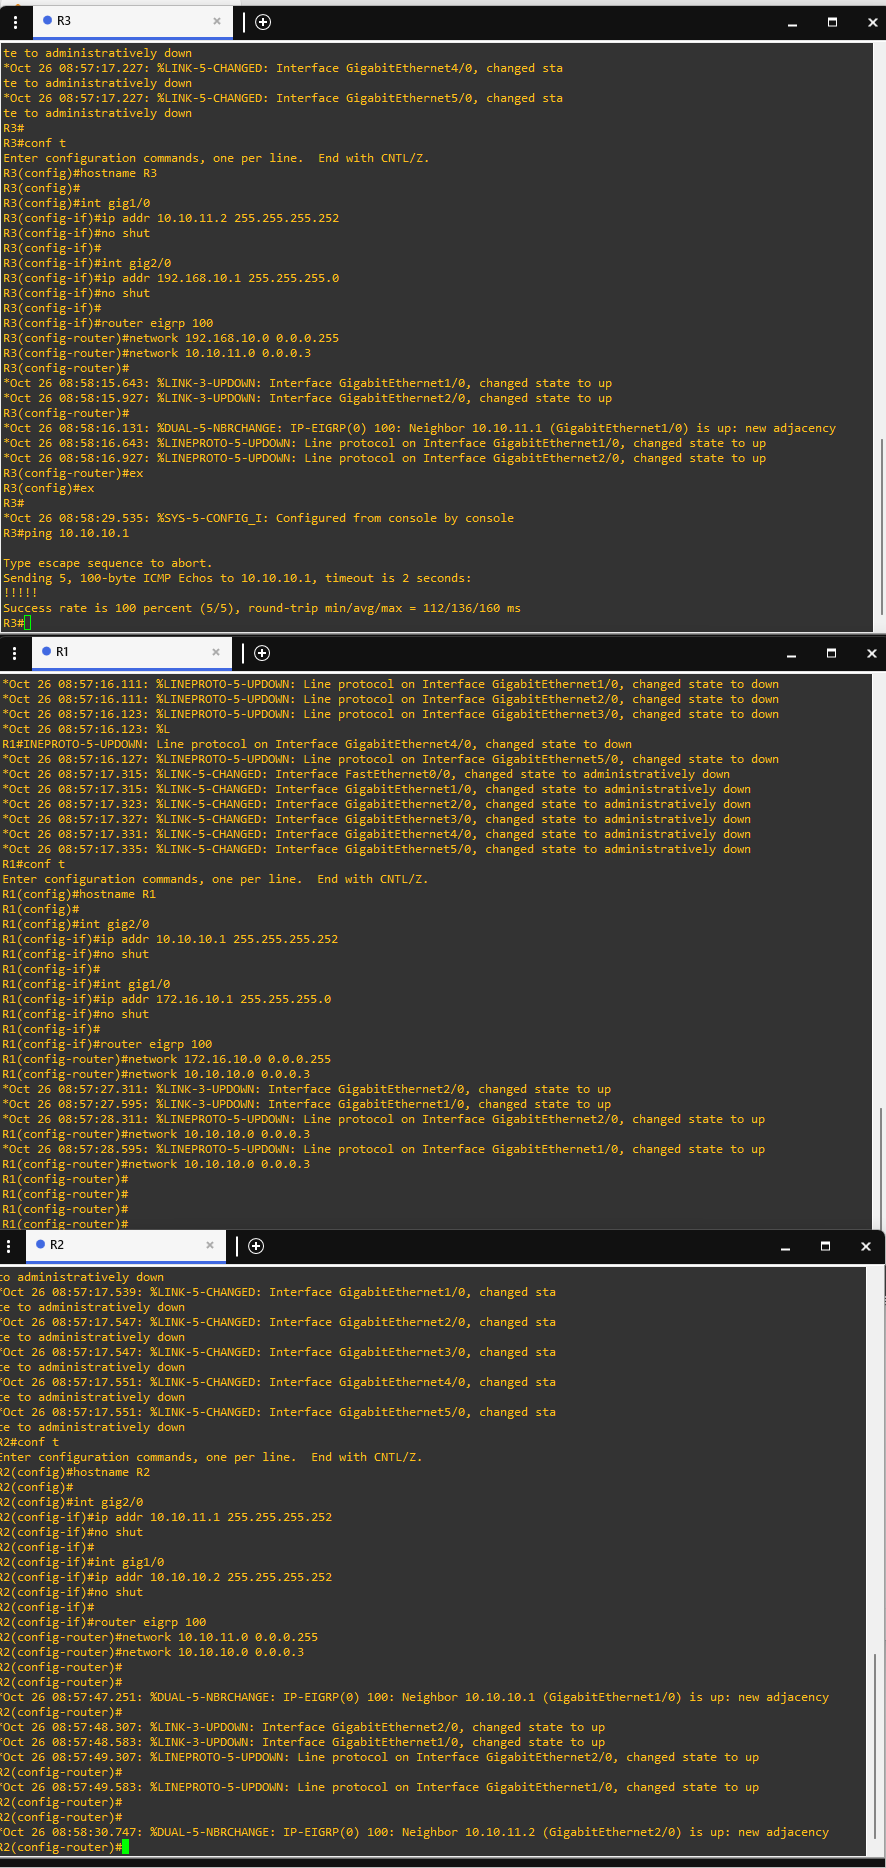 R3
te to administratively down
*Oct 26 08:57:17.227: %LINK-5-CHANGED: Interface GigabitEthernet4/0, changed sta
te to administratively down
*Oct 26 08:57:17.227: %LINK-5-CHANGED: Interface GigabitEthernet5/0, changed sta
te to administratively down
R3#
R3#conf t
Enter configuration commands, one per line.  End with CNTL/Z.
R3(config)#hostname R3
R3(config)#
R3(config)#int gig1/0
R3(config-if)#ip addr 10.10.11.2 255.255.255.252
R3(config-if)#no shut
R3(config-if)#
R3(config-if)#int gig2/0
R3(config-if)#ip addr 192.168.10.1 255.255.255.0
R3(config-if)#no shut
R3(config-if)#
R3(config-if)#router eigrp 100
R3(config-router)#network 192.168.10.0 0.0.0.255
R3(config-router)#network 10.10.11.0 0.0.0.3
R3(config-router)#
*Oct 26 08:58:15.643: %LINK-3-UPDOWN: Interface GigabitEthernet1/0, changed state to up
*Oct 26 08:58:15.927: %LINK-3-UPDOWN: Interface GigabitEthernet2/0, changed state to up
R3(config-router)#
*Oct 26 08:58:16.131: %DUAL-5-NBRCHANGE: IP-EIGRP(0) 100: Neighbor 10.10.11.1 (GigabitEthernet1/0) is up: new adjacency
*Oct 26 08:58:16.643: %LINEPROTO-5-UPDOWN: Line protocol on Interface GigabitEthernet1/0, changed state to up
*Oct 26 08:58:16.927: %LINEPROTO-5-UPDOWN: Line protocol on Interface GigabitEthernet2/0, changed state to up
R3(config-router)#ex
R3(config)#ex
R3#
*Oct 26 08:58:29.535: %SYS-5-CONFIG_I: Configured from console by console
R3#ping 10.10.10.1
Type escape sequence to abort.
Sending 5, 100-byte ICMP Echos to 10.10.10.1, timeout is 2 seconds:
!!!!!
Success rate is 100 percent (5/5), round-trip min/avg/max = 112/136/160 ms
R3#
R1
*Oct 26 08:57:16.111: %LINEPROTO-5-UPDOWN: Line protocol on Interface GigabitEthernet1/0, changed state to down
*Oct 26 08:57:16.111: %LINEPROTO-5-UPDOWN: Line protocol on Interface GigabitEthernet2/0, changed state to down
*Oct 26 08:57:16.123: %LINEPROTO-5-UPDOWN: Line protocol on Interface GigabitEthernet3/0, changed state to down
*Oct 26 08:57:16.123: %L
R1#INEPROTO-5-UPDOWN: Line protocol on Interface GigabitEthernet4/0, changed state to down
*Oct 26 08:57:16.127: %LINEPROTO-5-UPDOWN: Line protocol on Interface GigabitEthernet5/0, changed state to down
*Oct 26 08:57:17.315: %LINK-5-CHANGED: Interface FastEthernet0/0, changed state to administratively down
*Oct 26 08:57:17.315: %LINK-5-CHANGED: Interface GigabitEthernet1/0, changed state to administratively down
*Oct 26 08:57:17.323: %LINK-5-CHANGED: Interface GigabitEthernet2/0, changed state to administratively down
*Oct 26 08:57:17.327: %LINK-5-CHANGED: Interface GigabitEthernet3/0, changed state to administratively down
*Oct 26 08:57:17.331: %LINK-5-CHANGED: Interface GigabitEthernet4/0, changed state to administratively down
*Oct 26 08:57:17.335: %LINK-5-CHANGED: Interface GigabitEthernet5/0, changed state to administratively down
R1#conf t
Enter configuration commands, one per line.  End with CNTL/Z.
R1(config)#hostname R1
R1(config)#
R1(config)#int gig2/0
R1(config-if)#ip addr 10.10.10.1 255.255.255.252
R1(config-if)#no shut
R1(config-if)#
R1(config-if)#int gig1/0
R1(config-if)#ip addr 172.16.10.1 255.255.255.0
R1(config-if)#no shut
R1(config-if)#
R1(config-if)#router eigrp 100
R1(config-router)#network 172.16.10.0 0.0.0.255
R1(config-router)#network 10.10.10.0 0.0.0.3
*Oct 26 08:57:27.311: %LINK-3-UPDOWN: Interface GigabitEthernet2/0, changed state to up
*Oct 26 08:57:27.595: %LINK-3-UPDOWN: Interface GigabitEthernet1/0, changed state to up
*Oct 26 08:57:28.311: %LINEPROTO-5-UPDOWN: Line protocol on Interface GigabitEthernet2/0, changed state to up
R1(config-router)#network 10.10.10.0 0.0.0.3
*Oct 26 08:57:28.595: %LINEPROTO-5-UPDOWN: Line protocol on Interface GigabitEthernet1/0, changed state to up
R1(config-router)#network 10.10.10.0 0.0.0.3
R1(config-router)#
R1(config-router)#
R1(config-router)#
R1(config-router)#
R2
to administratively down
*Oct 26 08:57:17.539: %LINK-5-CHANGED: Interface GigabitEthernet1/0, changed sta
te to administratively down
*Oct 26 08:57:17.547: %LINK-5-CHANGED: Interface GigabitEthernet2/0, changed sta
te to administratively down
*Oct 26 08:57:17.547: %LINK-5-CHANGED: Interface GigabitEthernet3/0, changed sta
te to administratively down
*Oct 26 08:57:17.551: %LINK-5-CHANGED: Interface GigabitEthernet4/0, changed sta
te to administratively down
*Oct 26 08:57:17.551: %LINK-5-CHANGED: Interface GigabitEthernet5/0, changed sta
te to administratively down
R2#conf t
Enter configuration commands, one per line.  End with CNTL/Z.
R2(config)#hostname R2
R2(config)#
R2(config)#int gig2/0
R2(config-if)#ip addr 10.10.11.1 255.255.255.252
R2(config-if)#no shut
R2(config-if)#
R2(config-if)#int gig1/0
R2(config-if)#ip addr 10.10.10.2 255.255.255.252
R2(config-if)#no shut
R2(config-if)#
R2(config-if)#router eigrp 100
R2(config-router)#network 10.10.11.0 0.0.0.255
R2(config-router)#network 10.10.10.0 0.0.0.3
R2(config-router)#
R2(config-router)#
*Oct 26 08:57:47.251: %DUAL-5-NBRCHANGE: IP-EIGRP(0) 100: Neighbor 10.10.10.1 (GigabitEthernet1/0) is up: new adjacency
R2(config-router)#
*Oct 26 08:57:48.307: %LINK-3-UPDOWN: Interface GigabitEthernet2/0, changed state to up
*Oct 26 08:57:48.583: %LINK-3-UPDOWN: Interface GigabitEthernet1/0, changed state to up
*Oct 26 08:57:49.307: %LINEPROTO-5-UPDOWN: Line protocol on Interface GigabitEthernet2/0, changed state to up
R2(config-router)#
*Oct 26 08:57:49.583: %LINEPROTO-5-UPDOWN: Line protocol on Interface GigabitEthernet1/0, changed state to up
R2(config-router)#
R2(config-router)#
*Oct 26 08:58:30.747: %DUAL-5-NBRCHANGE: IP-EIGRP(0) 100: Neighbor 10.10.11.2 (GigabitEthernet2/0) is up: new adjacency
R2(config-router)#